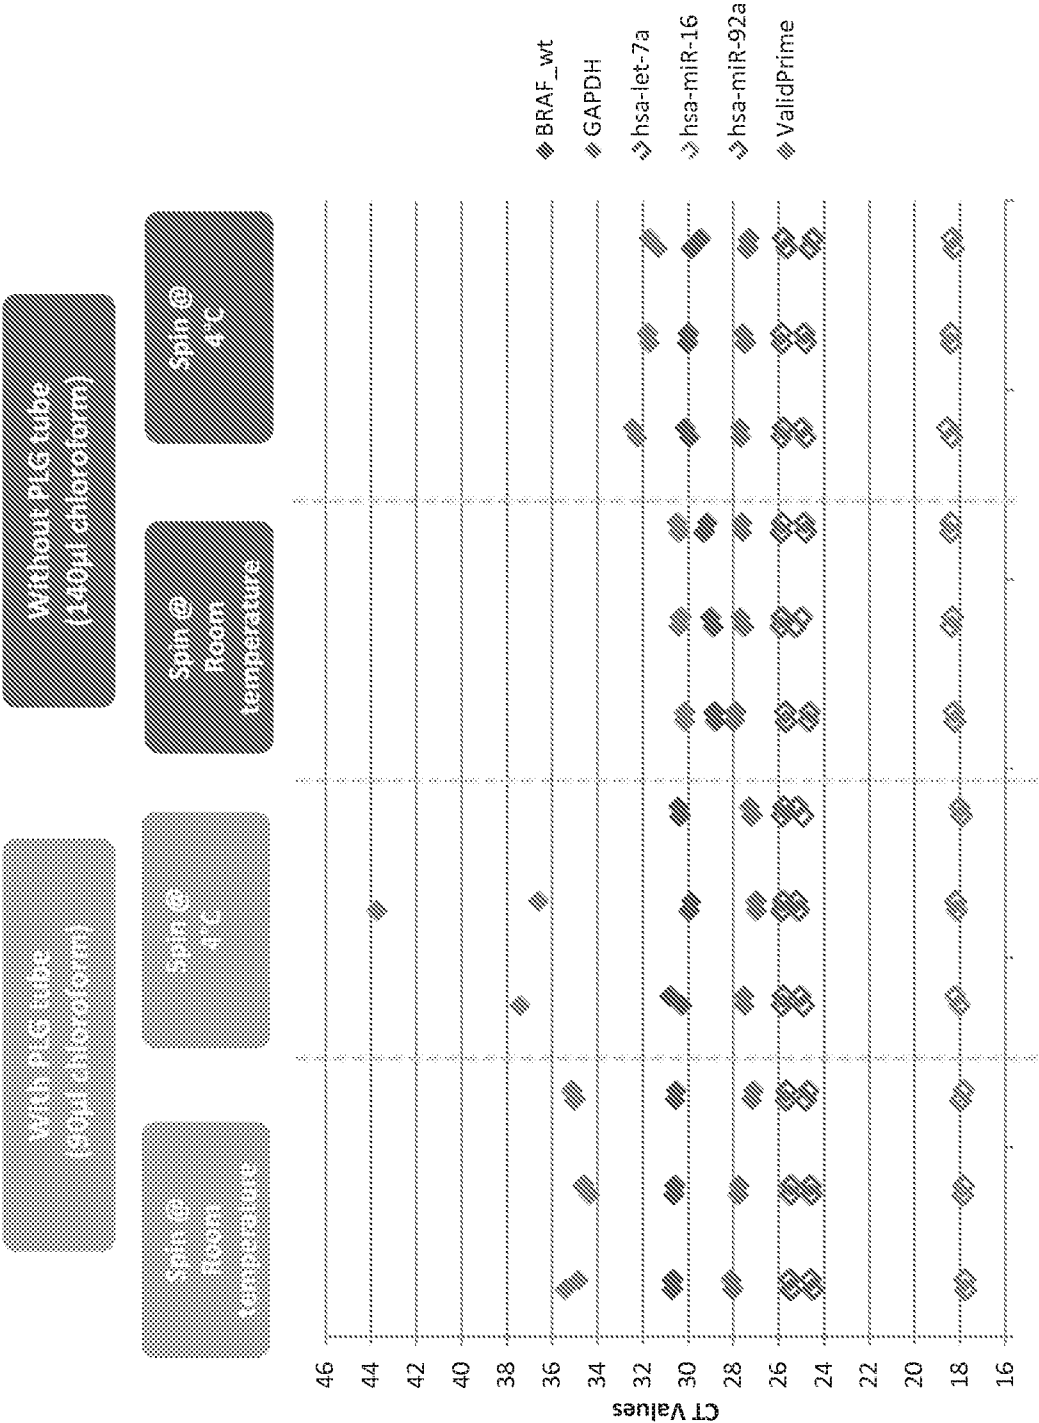 With PLG tube
(90µl chloroform)
Without PLG tube
(140µl chloroform)
Spin @
Room
temperature
Spin @
4°C
Spin @
Room
temperature
Spin @
4°C
CT Values
46
44
42
40
38
36
34
32
30
28
26
24
22
20
18
16
BRAF_wt
GAPDH
hsa-let-7a
hsa-miR-16
hsa-miR-92a
ValidPrime